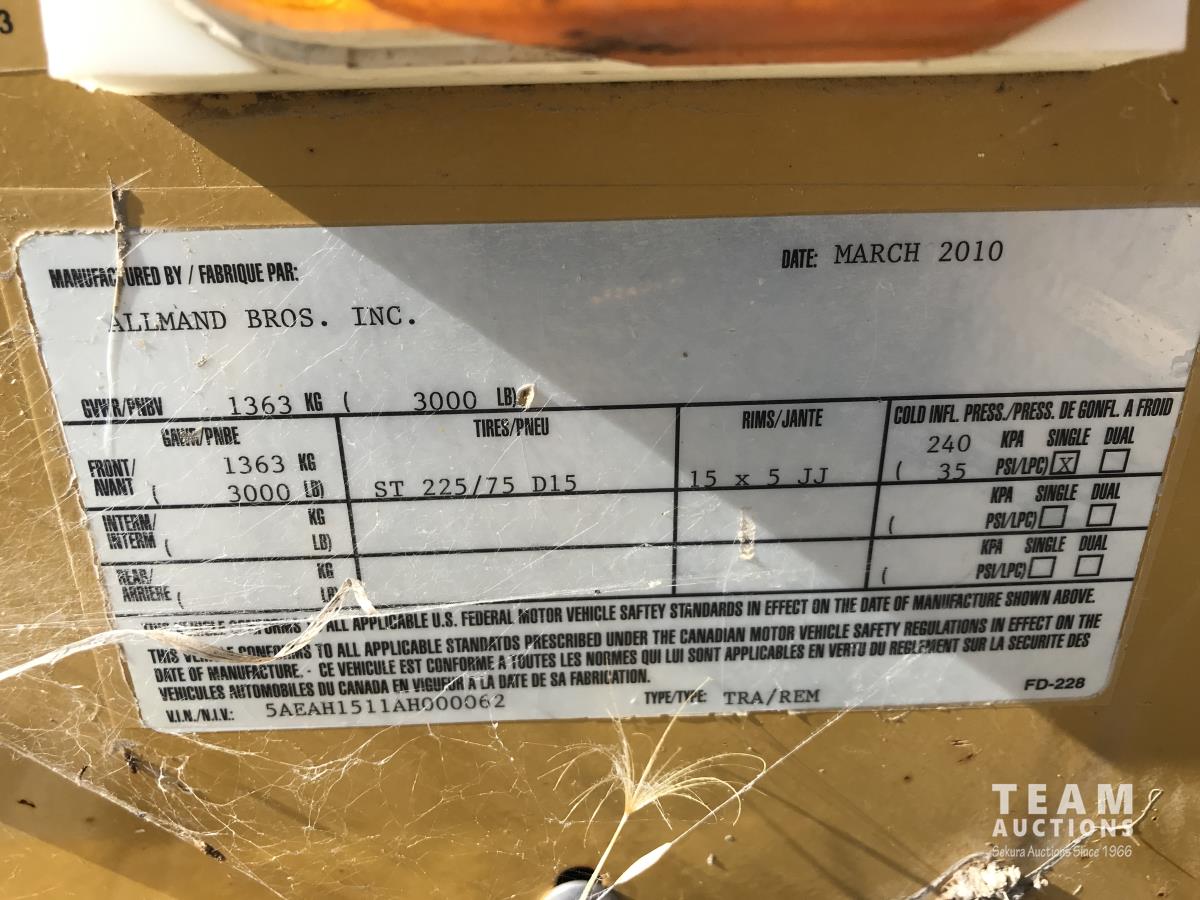 3
MANUFACTURED BY / FABRIQUE PAR:
DATE: MARCH 2010
ALLMAND BROS. INC.
GVWR/PNBV 1363 KG ( 3000 LB)
GAWR/PNBE TIRES/PNEU RIMS/JANTE COLD INFL. PRESS./PRESS. DE GONFL. A FROID
FRONT/ 1363 KG 240 KPA SINGLE DUAL
AVANT ( 3000 LB) ST 225/75 D15 15 x 5 JJ ( 35 PSI/LPC) X
INTERM/ KG KPA SINGLE DUAL
INTERM ( LB) ( PSI/LPC)
REAR/ KG KPA SINGLE DUAL
ARRIERE ( LB) ( PSI/LPC)
THIS VEHICLE CONFORMS TO ALL APPLICABLE U.S. FEDERAL MOTOR VEHICLE SAFTEY STANDARDS IN EFFECT ON THE DATE OF MANUFACTURE SHOWN ABOVE.
THIS VEHICLE CONFORMS TO ALL APPLICABLE STANDATDS PRESCRIBED UNDER THE CANADIAN MOTOR VEHICLE SAFETY REGULATIONS IN EFFECT ON THE
DATE OF MANUFACTURE. - CE VEHICULE EST CONFORME A TOUTES LES NORMES QUI LUI SONT APPLICABLES EN VERTU DU REGLEMENT SUR LA SECURITE DES
VEHICULES AUTOMOBILES DU CANADA EN VIGUEUR A LA DATE DE SA FABRICATION.
FD-228
V.I.N./N.I.V.: 5AEAH1511AH000062 TYPE/TYPE: TRA/REM
TEAM
AUCTIONS
Sekura Auctions Since 1966